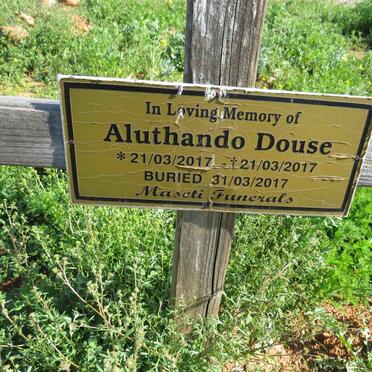 In Loving Memory of
Aluthando Douse
* 21/03/2017 - †21/03/2017
BURIED 31/03/2017
Maseti Funerals